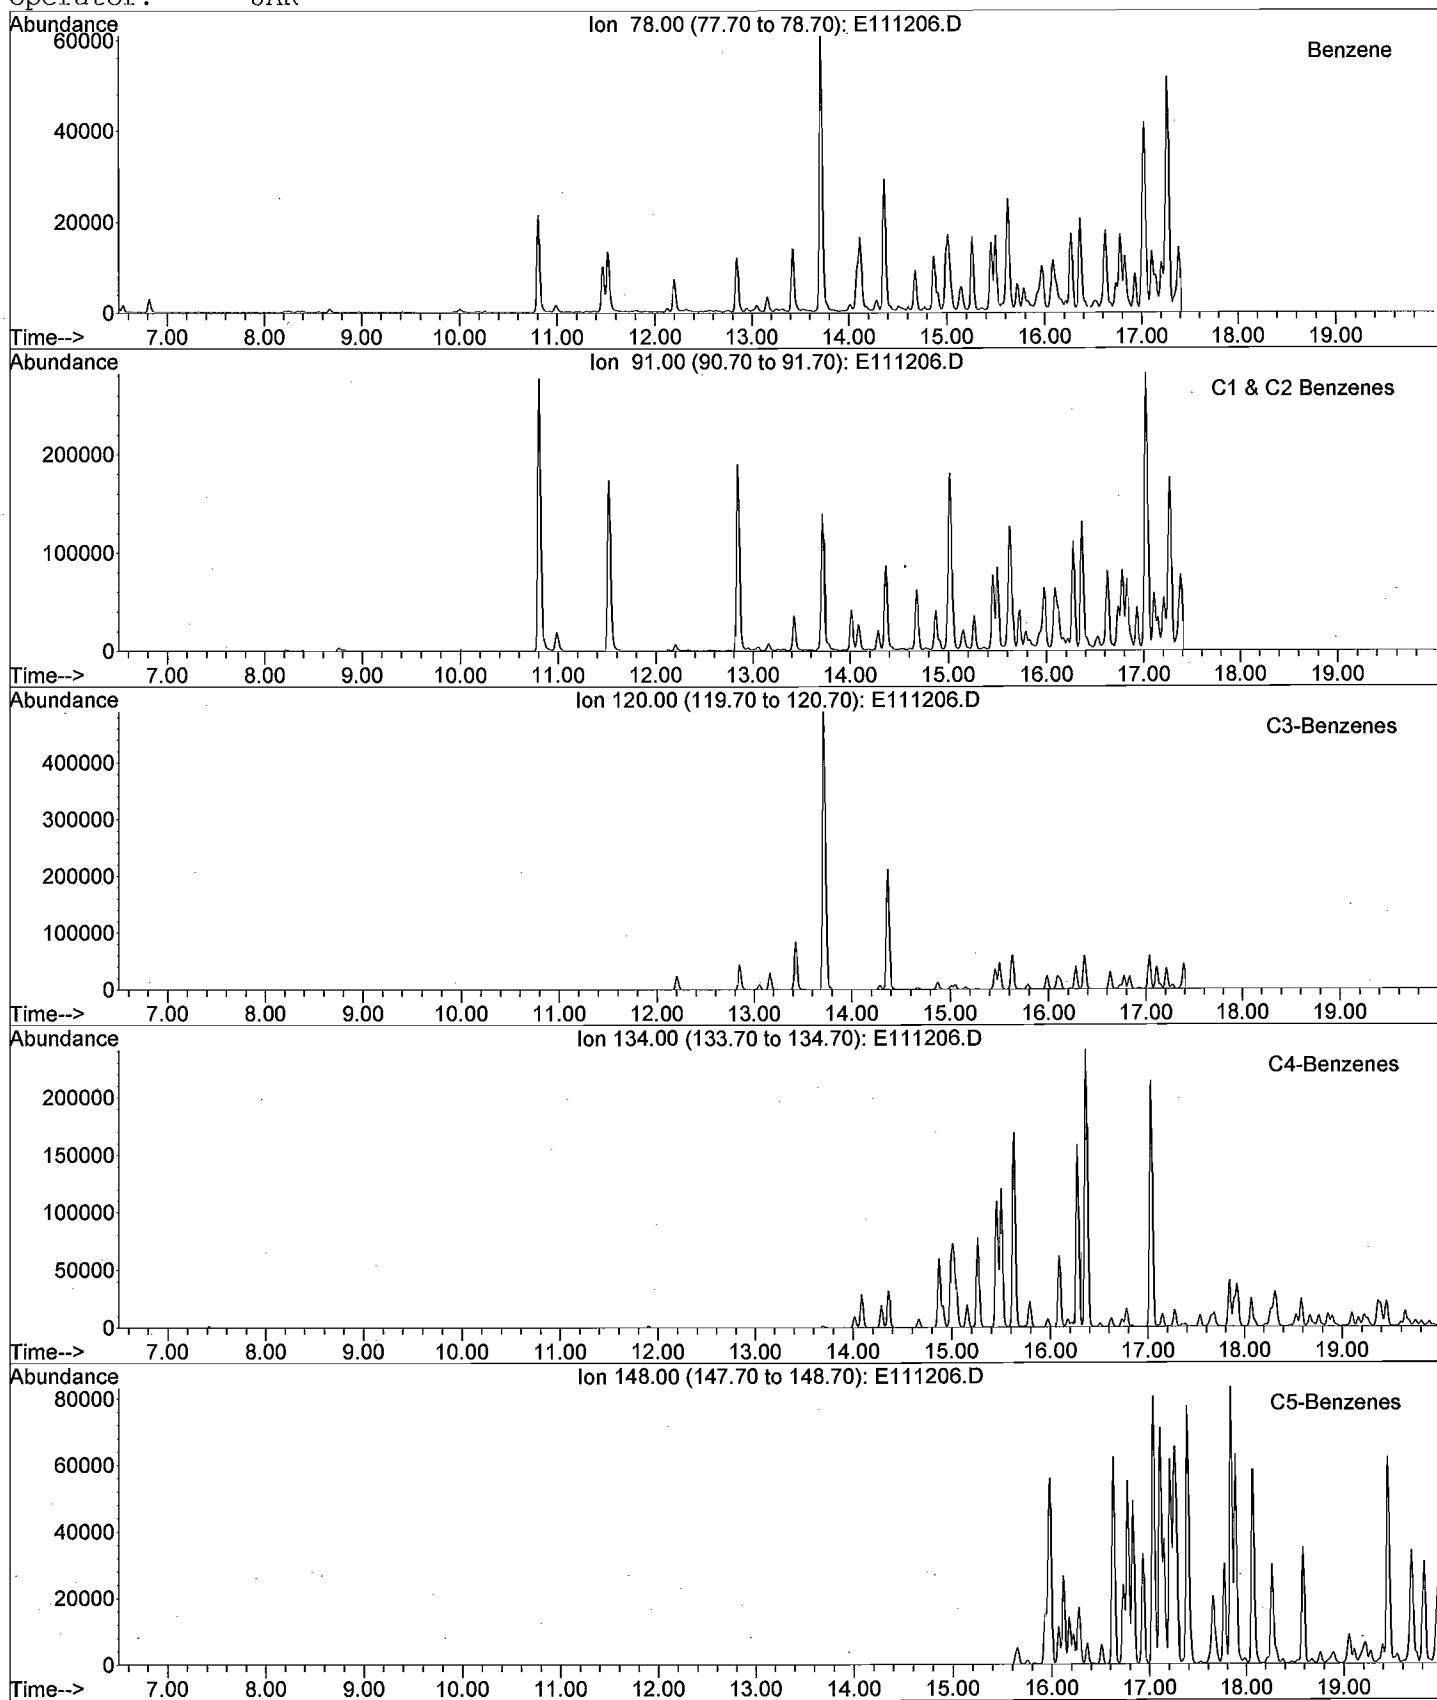 Operator:
Abundance Ion 78.00 (77.70 to 78.70): E111206.D
Benzene
60000
40000
20000
0
Time--> 7.00 8.00 9.00 10.00 11.00 12.00 13.00 14.00 15.00 16.00 17.00 18.00 19.00
Abundance Ion 91.00 (90.70 to 91.70): E111206.D
C1 & C2 Benzenes
200000
100000
0
Time--> 7.00 8.00 9.00 10.00 11.00 12.00 13.00 14.00 15.00 16.00 17.00 18.00 19.00
Abundance Ion 120.00 (119.70 to 120.70): E111206.D
C3-Benzenes
400000
300000
200000
100000
0
Time--> 7.00 8.00 9.00 10.00 11.00 12.00 13.00 14.00 15.00 16.00 17.00 18.00 19.00
Abundance Ion 134.00 (133.70 to 134.70): E111206.D
C4-Benzenes
200000
150000
100000
50000
0
Time--> 7.00 8.00 9.00 10.00 11.00 12.00 13.00 14.00 15.00 16.00 17.00 18.00 19.00
Abundance Ion 148.00 (147.70 to 148.70): E111206.D
C5-Benzenes
80000
60000
40000
20000
0
Time--> 7.00 8.00 9.00 10.00 11.00 12.00 13.00 14.00 15.00 16.00 17.00 18.00 19.00